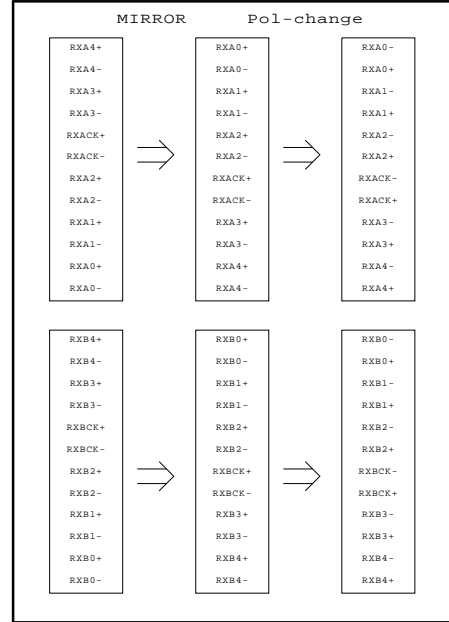 MIRROR Pol-change
RXA4+ RXA0+ RXA0-
RXA4- RXA0- RXA0+
RXA3+ RXA1+ RXA1-
RXA3- RXA1- RXA1+
RXACK+ RXA2+ RXA2-
RXACK- RXA2- RXA2+
RXA2+ RXACK+ RXACK-
RXA2- RXACK- RXACK+
RXA1+ RXA3+ RXA3-
RXA1- RXA3- RXA3+
RXA0+ RXA4+ RXA4-
RXA0- RXA4- RXA4+
RXB4+ RXB0+ RXB0-
RXB4- RXB0- RXB0+
RXB3+ RXB1+ RXB1-
RXB3- RXB1- RXB1+
RXBCK+ RXB2+ RXB2-
RXBCK- RXB2- RXB2+
RXB2+ RXBCK+ RXBCK-
RXB2- RXBCK- RXBCK+
RXB1+ RXB3+ RXB3-
RXB1- RXB3- RXB3+
RXB0+ RXB4+ RXB4-
RXB0- RXB4- RXB4+